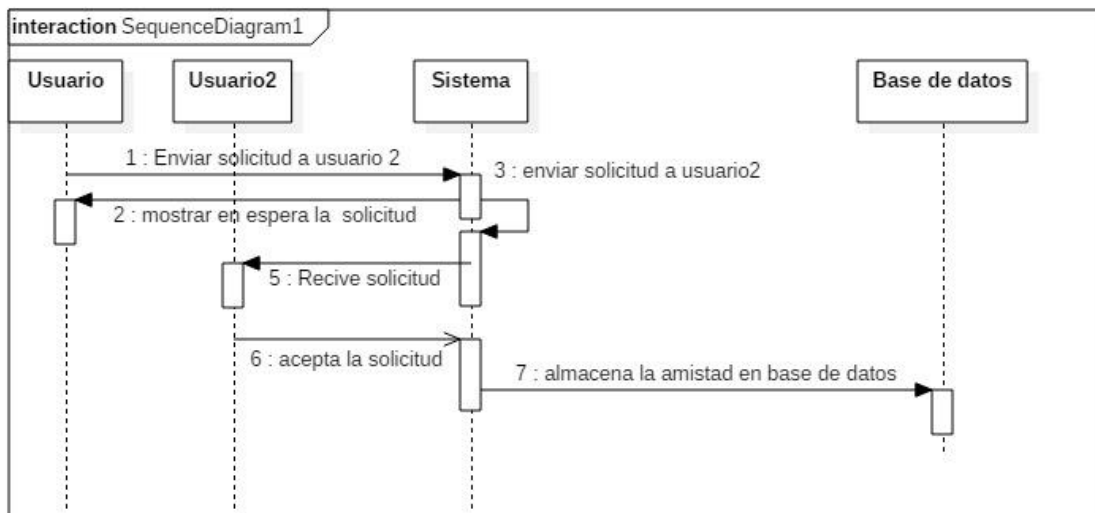 interaction SequenceDiagram1
Usuario
Usuario2
Sistema
Base de datos
1 : Enviar solicitud a usuario 2
3 : enviar solicitud a usuario2
2 : mostrar en espera la solicitud
5 : Recive solicitud
6 : acepta la solicitud
7 : almacena la amistad en base de datos